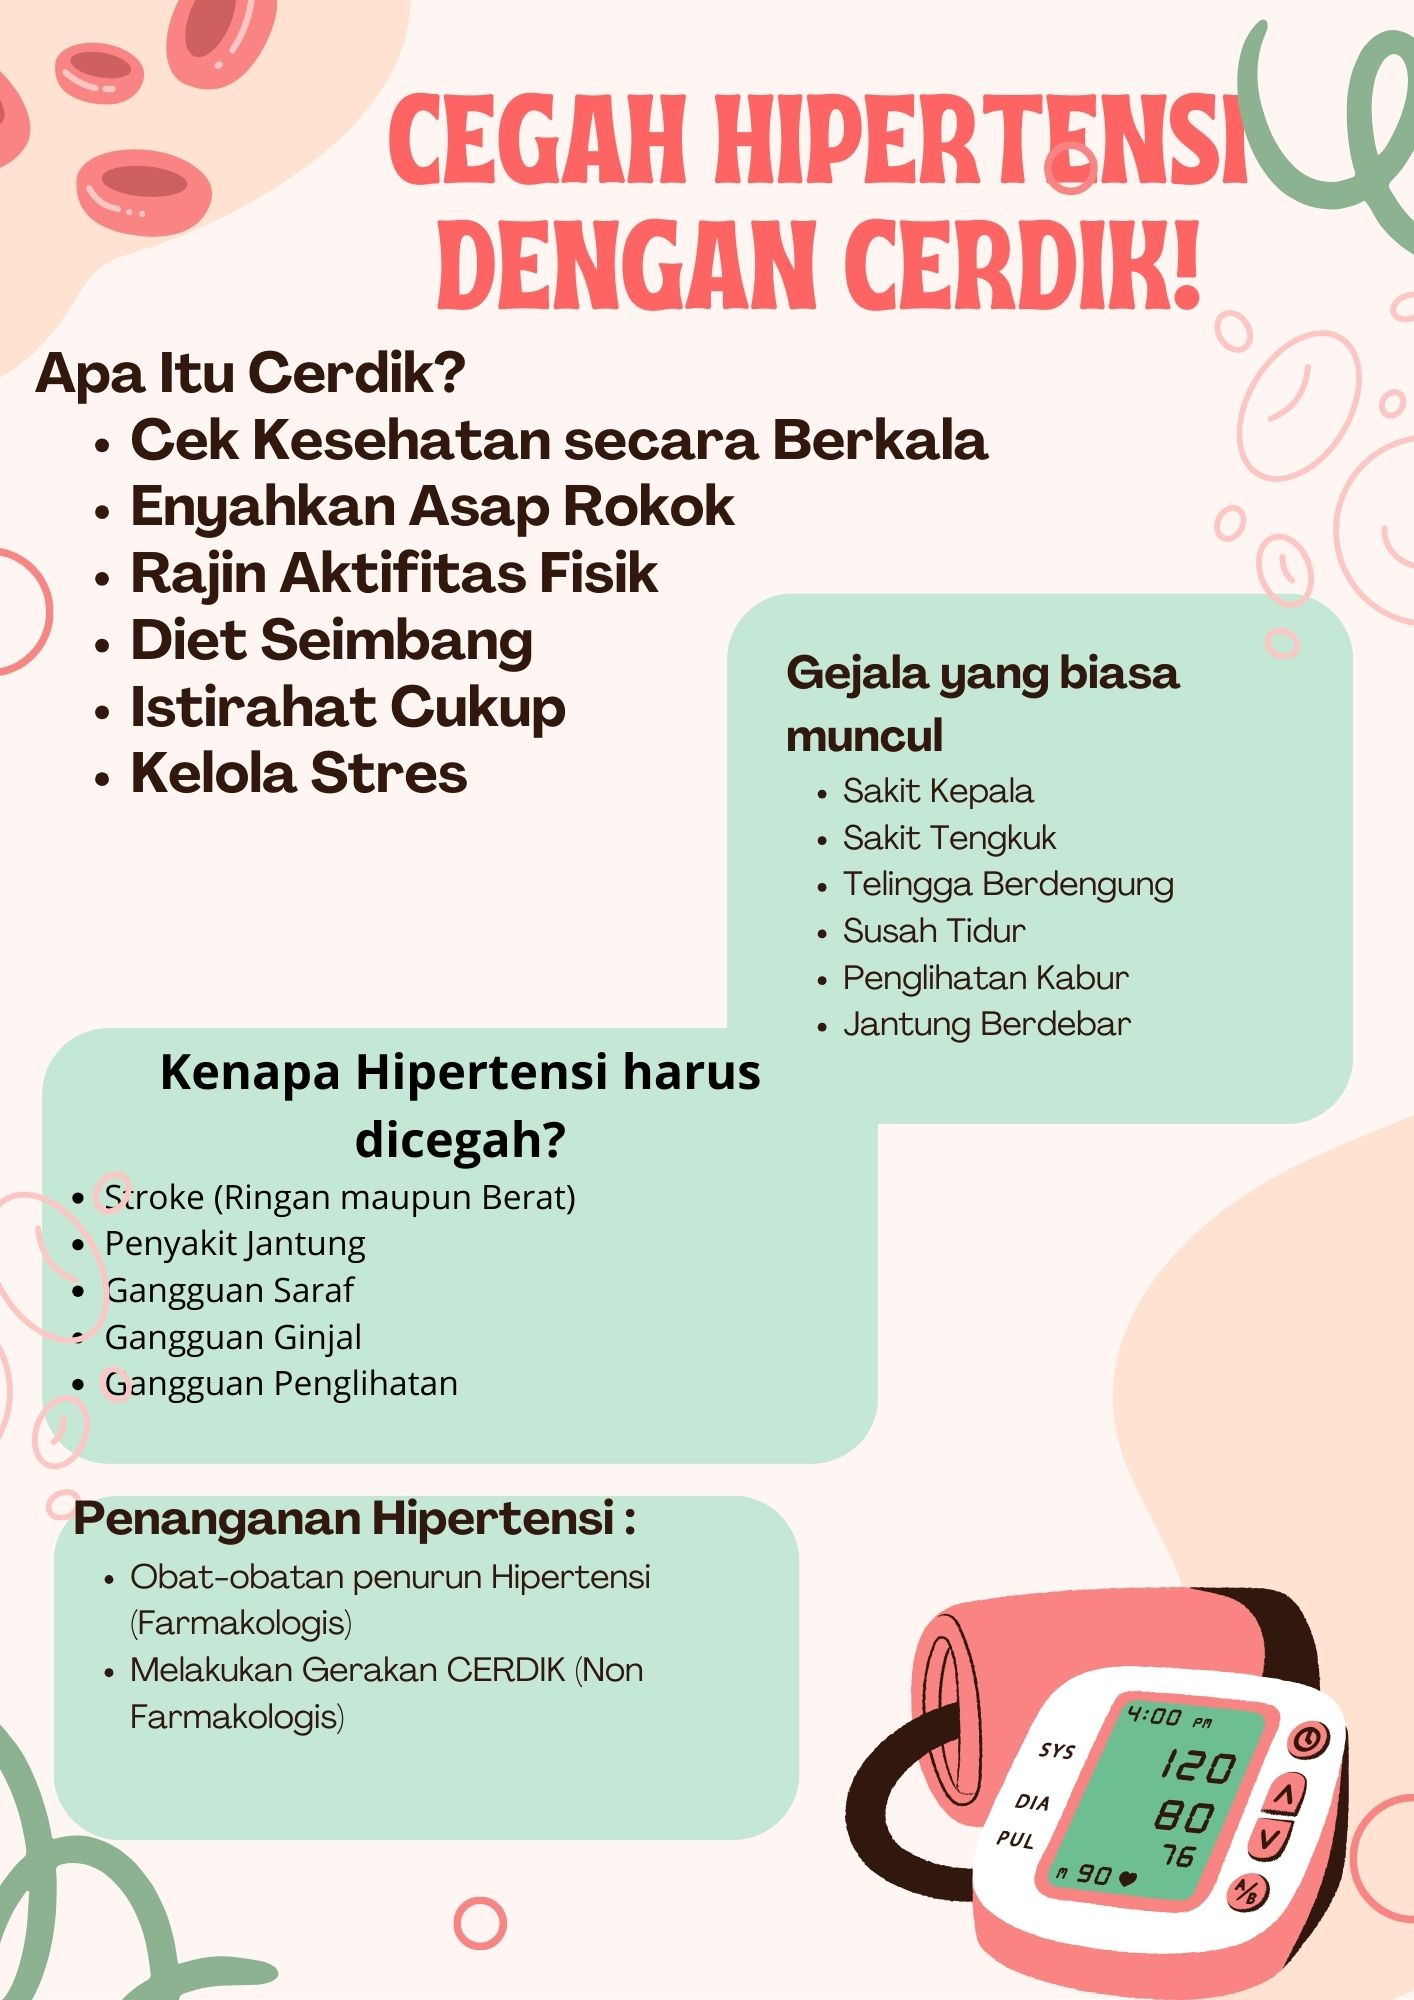 CEGAH HIPERTENSI
DENGAN CERDIK!
Apa Itu Cerdik?
• Cek Kesehatan secara Berkala
• Enyahkan Asap Rokok
• Rajin Aktifitas Fisik
• Diet Seimbang
• Istirahat Cukup
• Kelola Stres
Gejala yang biasa
muncul
• Sakit Kepala
• Sakit Tengkuk
• Telingga Berdengung
• Susah Tidur
• Penglihatan Kabur
• Jantung Berdebar
Kenapa Hipertensi harus
dicegah?
• Stroke (Ringan maupun Berat)
• Penyakit Jantung
• Gangguan Saraf
• Gangguan Ginjal
• Gangguan Penglihatan
Penanganan Hipertensi :
• Obat-obatan penurun Hipertensi
(Farmakologis)
• Melakukan Gerakan CERDIK (Non
Farmakologis)
4:00 PM
SYS 120
DIA 80
PUL 76
m 90
A/B